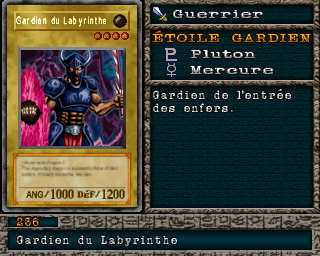 Gardien du Labyrinthe
ANG/1000 DÉF/1200
Guerrier
ÉTOILE GARDIEN
Pluton
Mercure
Gardien de l'entrée
des enfers.
236
Gardien du Labyrinthe